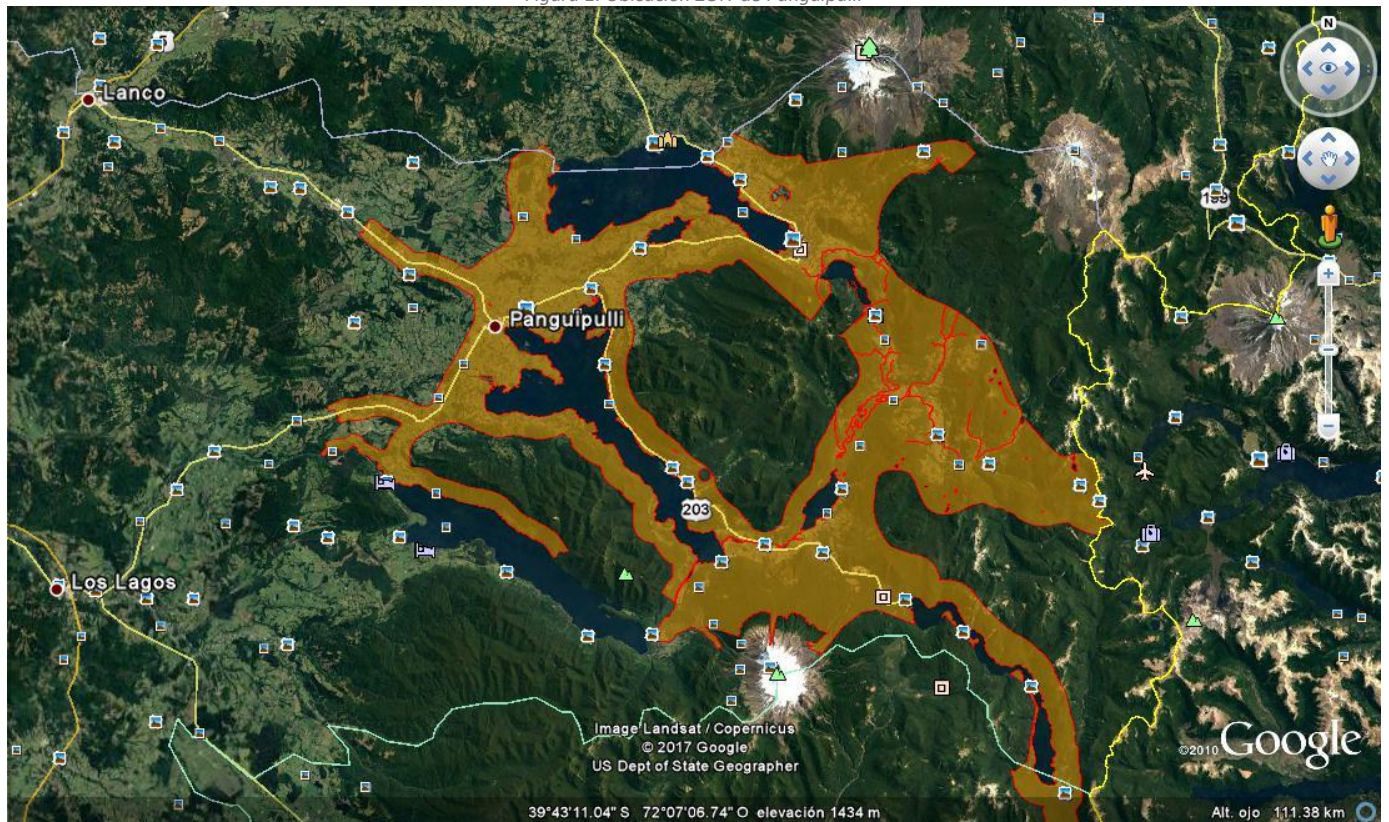 Lanco
199
Panguipulli
203
Los Lagos
Image Landsat / Copernicus
© 2017 Google
US Dept of State Geographer
©2010 Google
39°43'11.04" S 72°07'06.74" O elevación 1434 m
Alt. ojo 111.38 km
N